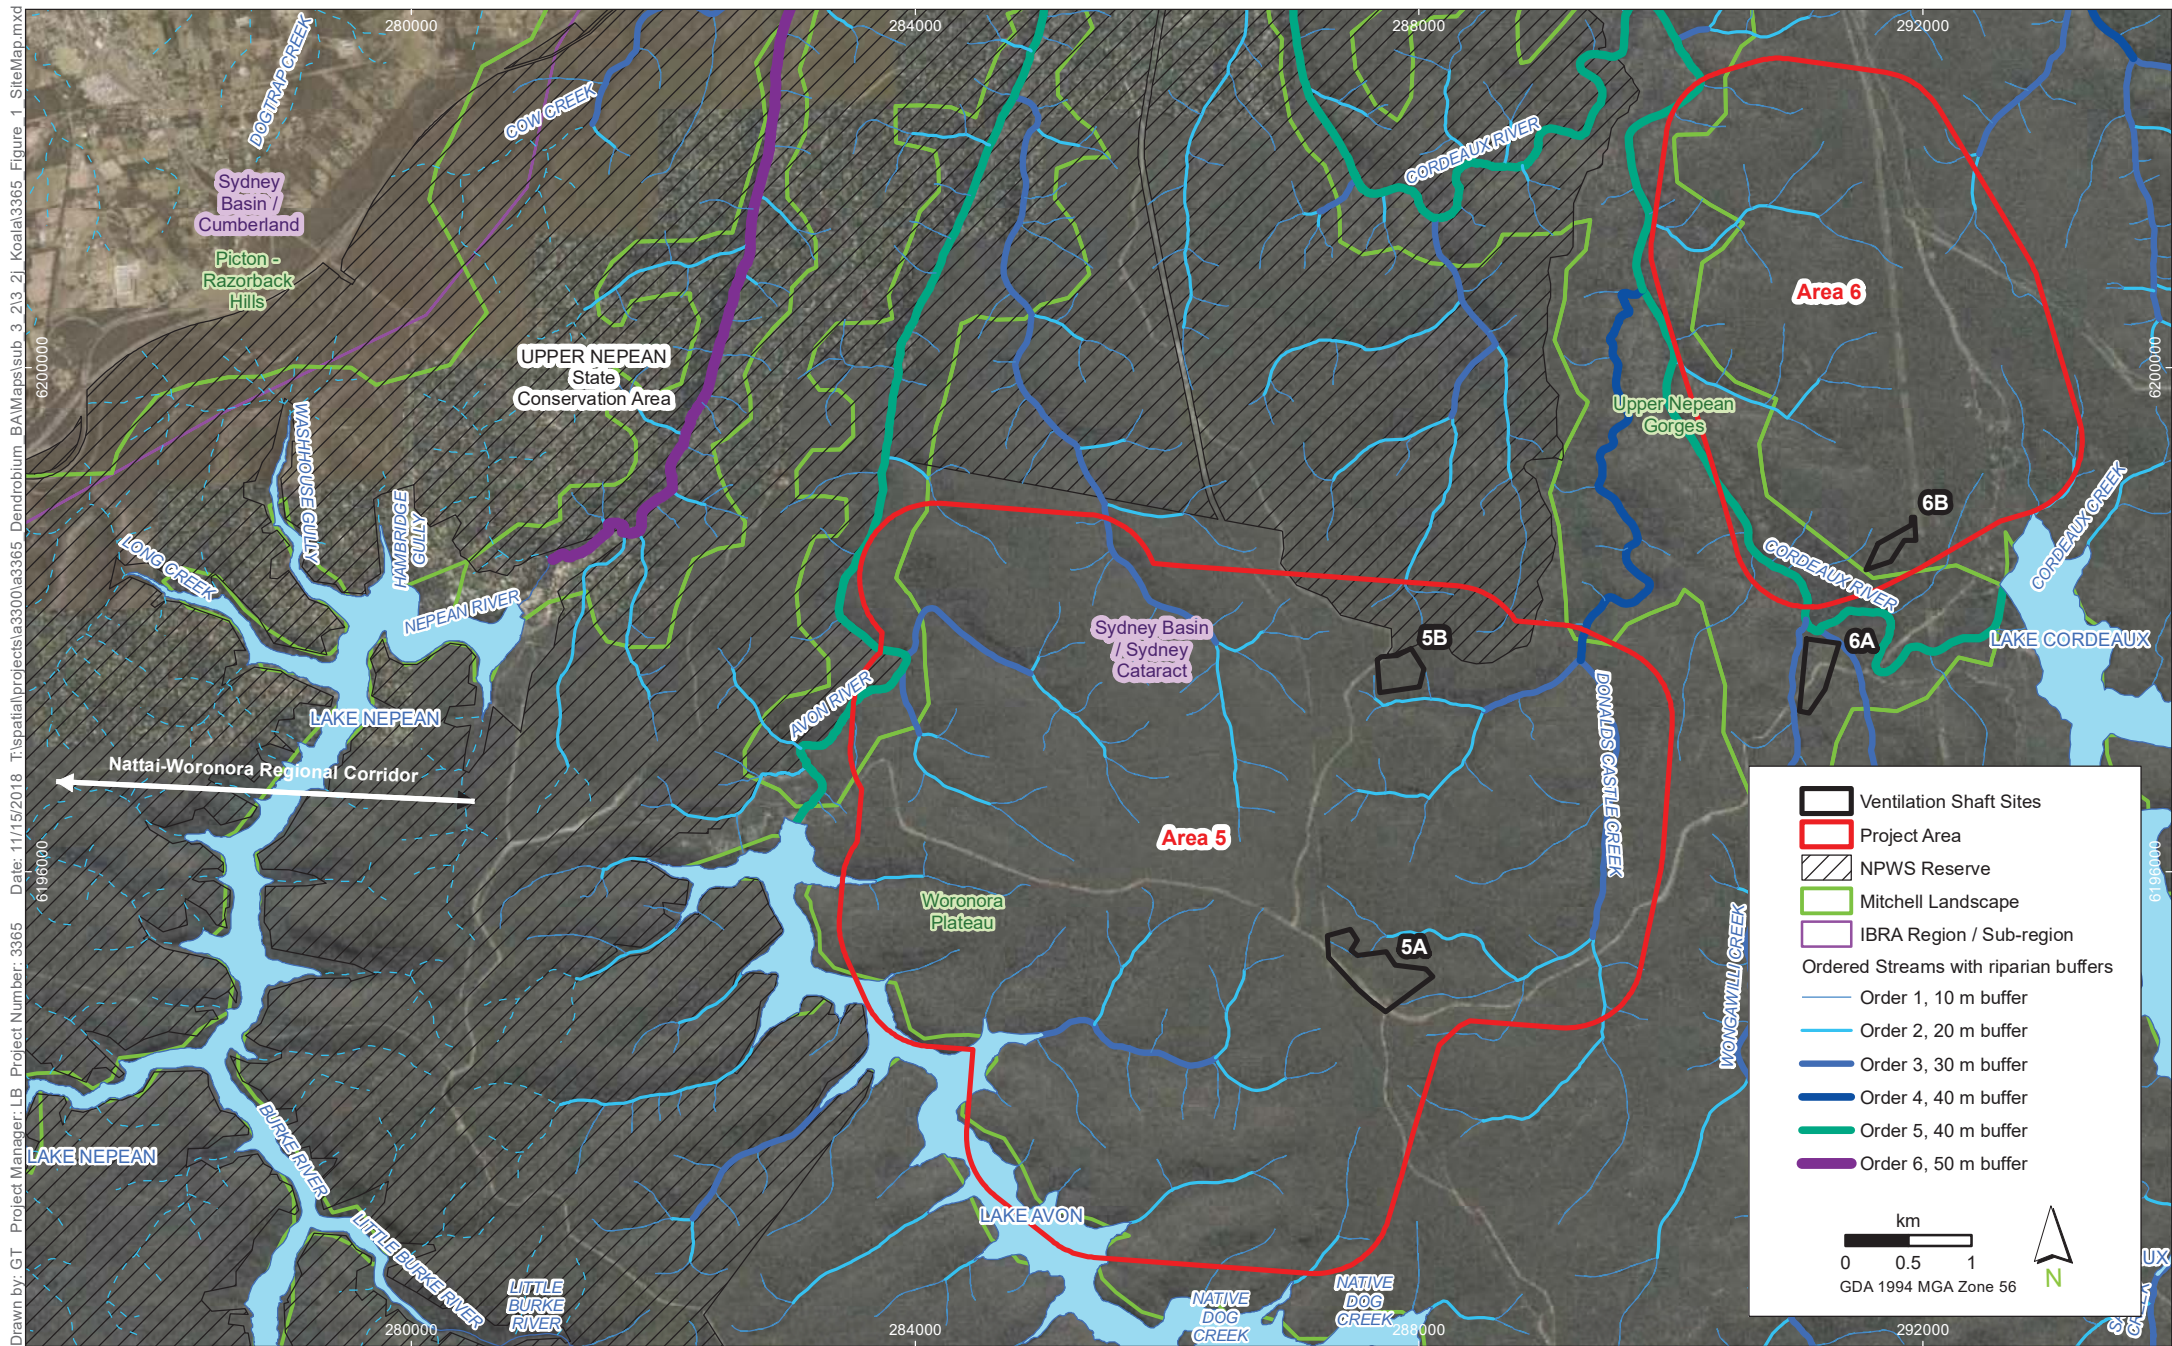 Drawn by: GT   Project Manager: LB   Project Number: 3365   Date: 11/15/2018   T:\spatial\projects\a3300\a3365_Dendrobium_BA\Maps\sub_3_2\3_2j_Koala\3365_Figure_1_SiteMap.mxd
280000
284000
288000
292000
DOGTRAP CREEK
COW CREEK
CORDEAUX RIVER
Sydney
Basin /
Cumberland
Picton -
Razorback
Hills
Area 6
6200000
6200000
UPPER NEPEAN
State
Conservation Area
Upper Nepean
Gorges
WASHHOUSE GULLY
HAMBRIDGE
GULLY
LONG CREEK
NEPEAN RIVER
6B
CORDEAUX CREEK
CORDEAUX RIVER
Sydney Basin
/ Sydney
Cataract
5B
6A
LAKE CORDEAUX
AVON RIVER
LAKE NEPEAN
DONALDS CASTLE CREEK
Nattai-Woronora Regional Corridor
Area 5
6196000
6196000
Woronora
Plateau
5A
WONGAWILLI CREEK
LAKE NEPEAN
BURKE RIVER
LITTLE BURKE RIVER
LITTLE
BURKE
RIVER
LAKE AVON
NATIVE
DOG
CREEK
NATIVE
DOG
CREEK
280000
284000
288000
292000
Ventilation Shaft Sites
Project Area
NPWS Reserve
Mitchell Landscape
IBRA Region / Sub-region
Ordered Streams with riparian buffers
Order 1, 10 m buffer
Order 2, 20 m buffer
Order 3, 30 m buffer
Order 4, 40 m buffer
Order 5, 40 m buffer
Order 6, 50 m buffer
km
0 0.5 1
GDA 1994 MGA Zone 56
N
UX